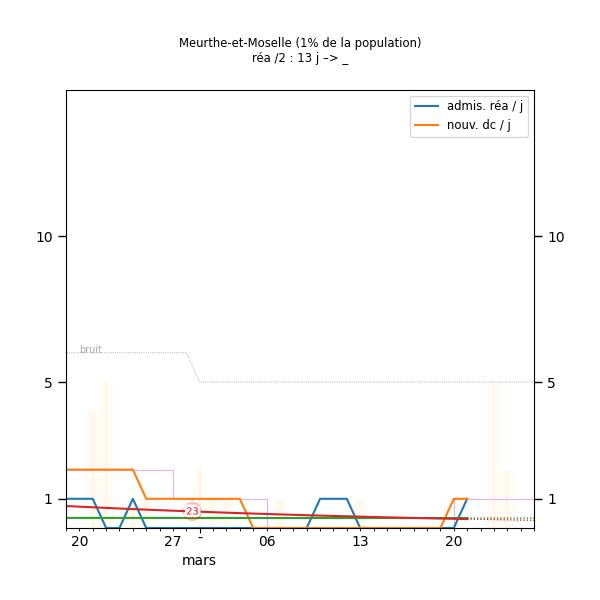 Meurthe-et-Moselle (1% de la population)
réa /2 : 13 j –> _
admis. réa / j
nouv. dc / j
10 10
bruit
5 5
23
1 1
20 27 - 06 13 20
mars